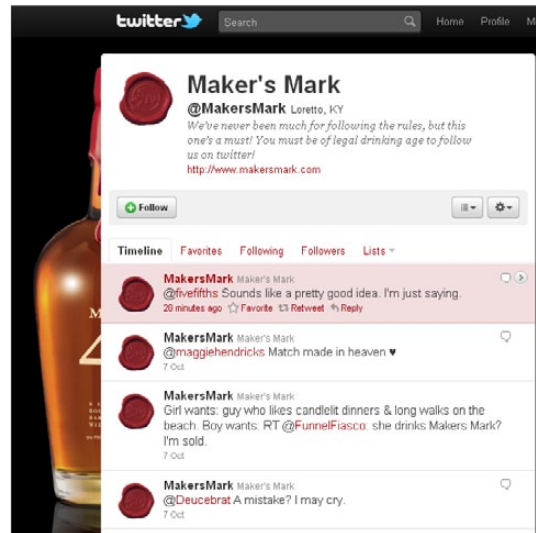 twitter Search Home Profile M
Maker's Mark
@MakersMark Loretto, KY
We've never been much for following the rules, but this
one's a must! You must be of legal drinking age to follow
us on twitter!
http://www.makersmark.com
Follow
Timeline Favorites Following Followers Lists
MakersMark Maker's Mark
@fivefifths Sounds like a pretty good idea. I'm just saying.
20 minutes ago Favorite Retweet Reply
MakersMark Maker's Mark
@maggiehendricks Match made in heaven ♥
7 Oct
MakersMark Maker's Mark
Girl wants: guy who likes candlelit dinners & long walks on the
beach. Boy wants: RT @FunnelFiasco: she drinks Makers Mark?
I'm sold.
7 Oct
MakersMark Maker's Mark
@Deucebrat A mistake? I may cry.
7 Oct